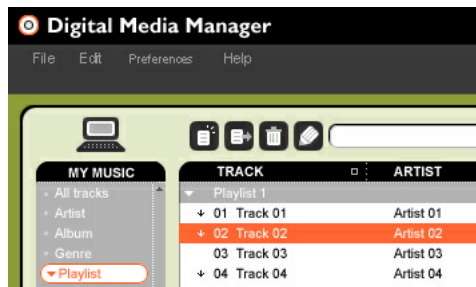 Digital Media Manager
File Edit Preferences Help
MY MUSIC TRACK ARTIST
All tracks Playlist 1
Artist 01 Track 01 Artist 01
Album 02 Track 02 Artist 02
Genre 03 Track 03 Artist 03
Playlist 04 Track 04 Artist 04